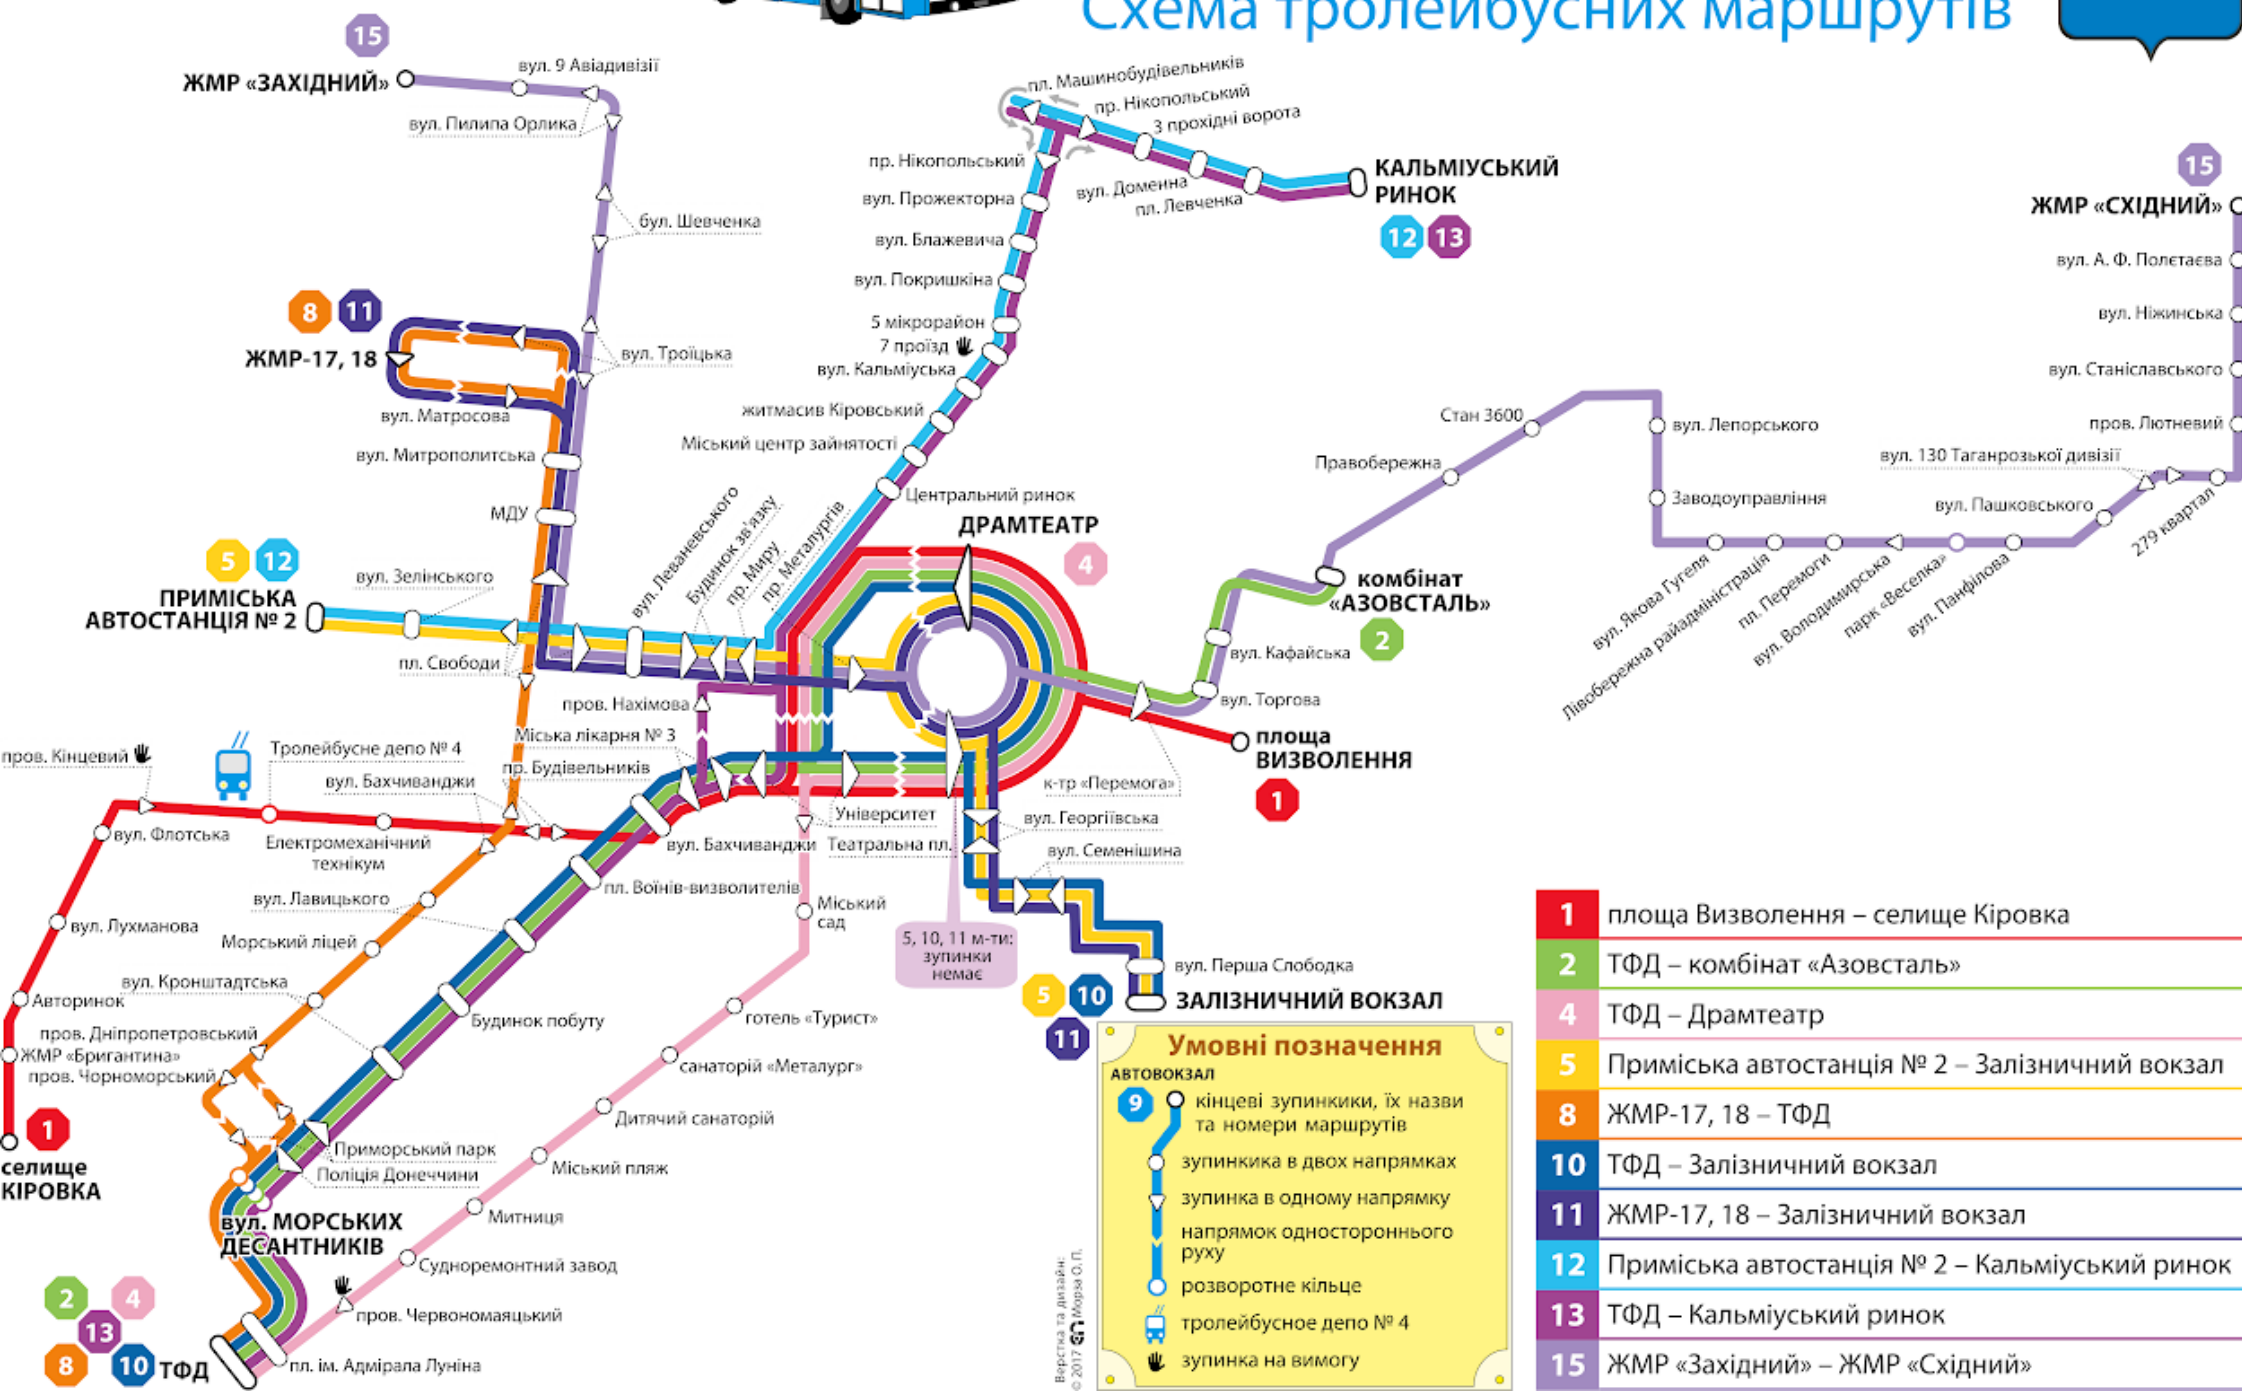 Схема тролейбусних маршрутів
15
ЖМР «ЗАХІДНИЙ»
вул. 9 Авіадивізії
вул. Пилипа Орлика
бул. Шевченка
вул. Троїцька
8
11
ЖМР-17, 18
вул. Матросова
вул. Митрополитська
МДУ
5
12
ПРИМІСЬКА
АВТОСТАНЦІЯ № 2
вул. Зелінського
пл. Свободи
вул. Леваневського
Будинок зв'язку
пр. Миру
пр. Металургів
пл. Машинобудівельників
пр. Нікопольський
3 прохідні ворота
пр. Нікопольський
вул. Доменна
пл. Левченка
КАЛЬМІУСЬКИЙ
РИНОК
12
13
вул. Прожекторна
вул. Блажевича
вул. Покришкіна
5 мікрорайон
7 проїзд
вул. Кальміуська
житмасив Кіровський
Міський центр зайнятості
Центральний ринок
ДРАМТЕАТР
4
15
ЖМР «СХІДНИЙ»
вул. А. Ф. Полєтаєва
вул. Ніжинська
вул. Станіславського
пров. Лютневий
вул. 130 Таганрозької дивізії
279 квартал
вул. Пашковського
вул. Панфілова
парк «Веселка»
вул. Володимирська
пл. Перемоги
Лівобережна райадміністрація
вул. Якова Гугеля
Заводоуправління
вул. Лепорського
Стан 3600
Правобережна
комбінат
«АЗОВСТАЛЬ»
2
вул. Кафайська
вул. Торгова
площа
ВИЗВОЛЕННЯ
1
к-тр «Перемога»
пров. Нахімова
Міська лікарня № 3
пр. Будівельників
вул. Бахчиванджи
Тролейбусне депо № 4
пров. Кінцевий
вул. Флотська
Електромеханічний
технікум
вул. Лухманова
Авторинок
ЖМР «Бригантина»
1
селище
КІРОВКА
вул. Бахчиванджи
Університет
Театральна пл.
вул. Георгіївська
вул. Семенішина
5, 10, 11 м-ти:
зупинки
немає
вул. Перша Слободка
ЗАЛІЗНИЧНИЙ ВОКЗАЛ
5
10
11
пл. Воїнів-визволителів
вул. Лавицького
Морський ліцей
вул. Кронштадтська
Будинок побуту
пров. Дніпропетровський
пров. Чорноморський
Приморський парк
Поліція Донеччини
вул. МОРСЬКИХ
ДЕСАНТНИКІВ
Міський
сад
готель «Турист»
санаторій «Металург»
Дитячий санаторій
Міський пляж
Митниця
Судноремонтний завод
пров. Червономаяцький
пл. ім. Адмірала Луніна
2
4
13
8
10
ТФД
Умовні позначення
АВТОВОКЗАЛ
9
кінцеві зупинкики, їх назви
та номери маршрутів
зупинкика в двох напрямках
зупинка в одному напрямку
напрямок одностороннього
руху
розворотне кільце
тролейбусное депо № 4
зупинка на вимогу
Верстка та дизайн:
© 2017 Морза О. П.
1 площа Визволення – селище Кіровка
2 ТФД – комбінат «Азовсталь»
4 ТФД – Драмтеатр
5 Приміська автостанція № 2 – Залізничний вокзал
8 ЖМР-17, 18 – ТФД
10 ТФД – Залізничний вокзал
11 ЖМР-17, 18 – Залізничний вокзал
12 Приміська автостанція № 2 – Кальміуський ринок
13 ТФД – Кальміуський ринок
15 ЖМР «Західний» – ЖМР «Східний»